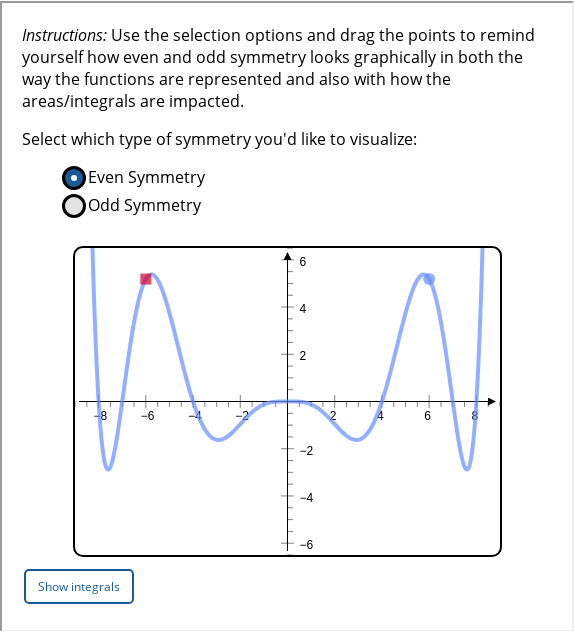 Instructions: Use the selection options and drag the points to remind
yourself how even and odd symmetry looks graphically in both the
way the functions are represented and also with how the
areas/integrals are impacted.
Select which type of symmetry you'd like to visualize:
Even Symmetry
Odd Symmetry
6
4
2
-8 -6 -4 -2 2 4 6 8
-2
-4
-6
Show integrals